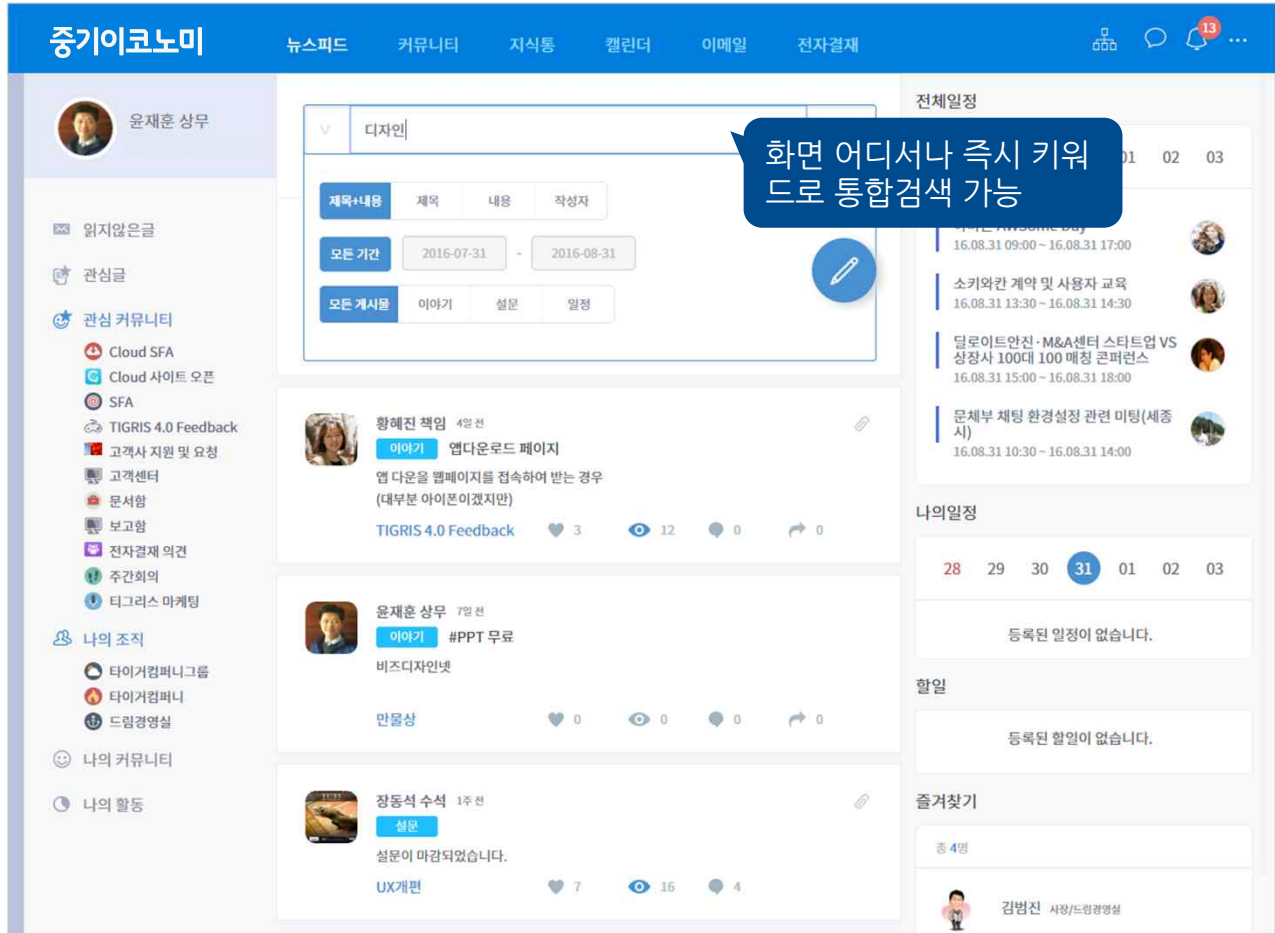 중기이코노미
뉴스피드 커뮤니티 지식통 캘린더 이메일 전자결재
13
윤재훈 상무
읽지않은글
관심글
관심 커뮤니티
Cloud SFA
Cloud 사이트 오픈
SFA
TIGRIS 4.0 Feedback
고객사 지원 및 요청
고객센터
문서함
보고함
전자결재 의견
주간회의
티그리스 마케팅
나의 조직
타이거컴퍼니그룹
타이거컴퍼니
드림경영실
나의 커뮤니티
나의 활동
디자인
화면 어디서나 즉시 키워
드로 통합검색 가능
제목+내용 제목 내용 작성자
모든 기간 2016-07-31 - 2016-08-31
모든 게시물 이야기 설문 일정
황혜진 책임 4일 전
이야기 앱다운로드 페이지
앱 다운을 웹페이지를 접속하여 받는 경우
(대부분 아이폰이겠지만)
TIGRIS 4.0 Feedback 3 12 0 0
윤재훈 상무 7일 전
이야기 #PPT 무료
비즈디자인넷
만물상 0 0 0 0
장동석 수석 1주 전
설문
설문이 마감되었습니다.
UX개편 7 16 4
전체일정
01 02 03
16.08.31 09:00 ~ 16.08.31 17:00
소키와칸 계약 및 사용자 교육
16.08.31 13:30 ~ 16.08.31 14:30
딜로이트안진·M&A센터 스타트업 VS
상장사 100대 100 매칭 콘퍼런스
16.08.31 15:00 ~ 16.08.31 18:00
문체부 채팅 환경설정 관련 미팅(세종
시)
16.08.31 10:30 ~ 16.08.31 14:00
나의일정
28 29 30 31 01 02 03
등록된 일정이 없습니다.
할일
등록된 할일이 없습니다.
즐겨찾기
총 4명
김범진 사장/드림경영실